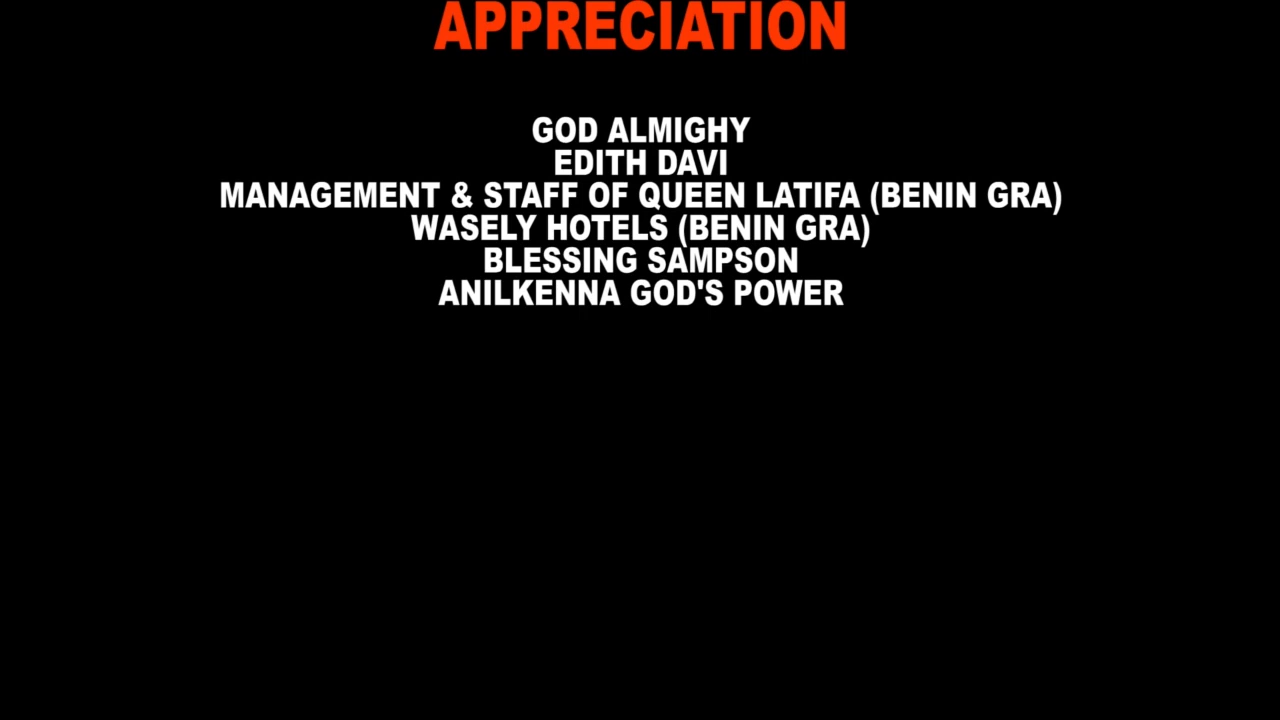 APPRECIATION
GOD ALMIGHY
EDITH DAVI
MANAGEMENT & STAFF OF QUEEN LATIFA (BENIN GRA)
WASELY HOTELS (BENIN GRA)
BLESSING SAMPSON
ANILKENNA GOD'S POWER